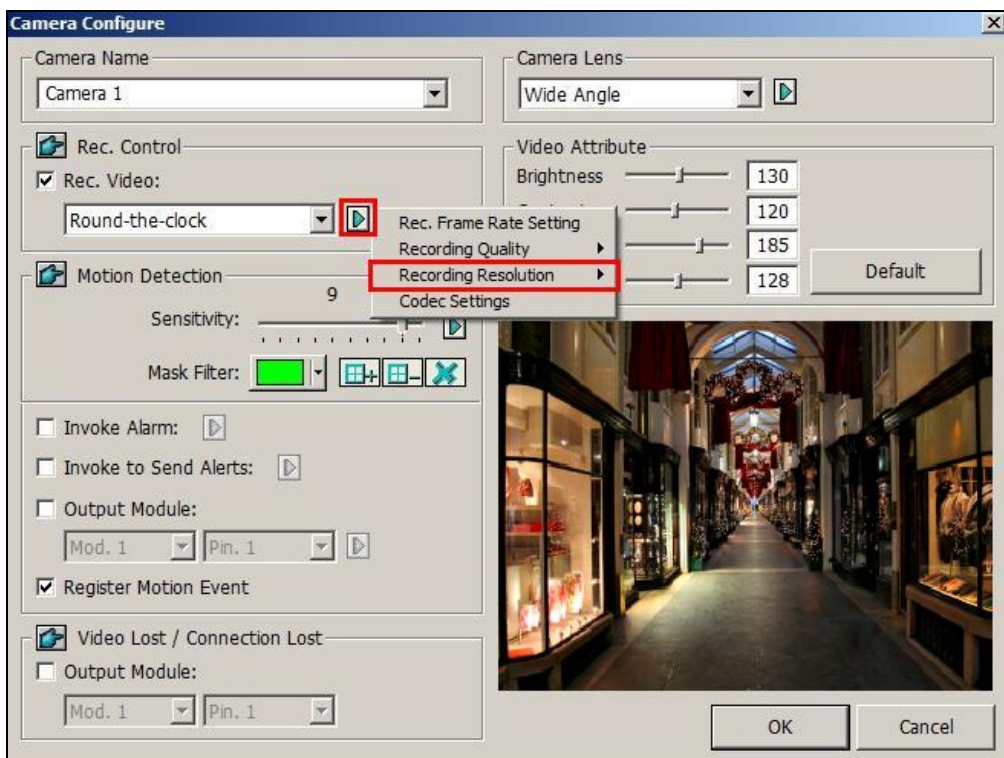 Camera Configure
Camera Name
Camera 1
Rec. Control
Rec. Video:
Round-the-clock
Rec. Frame Rate Setting
Recording Quality
Recording Resolution
Codec Settings
Motion Detection
9
Sensitivity:
Mask Filter:
Invoke Alarm:
Invoke to Send Alerts:
Output Module:
Mod. 1 Pin. 1
Register Motion Event
Video Lost / Connection Lost
Output Module:
Mod. 1 Pin. 1
Camera Lens
Wide Angle
Video Attribute
Brightness 130
120
185
128
Default
OK Cancel